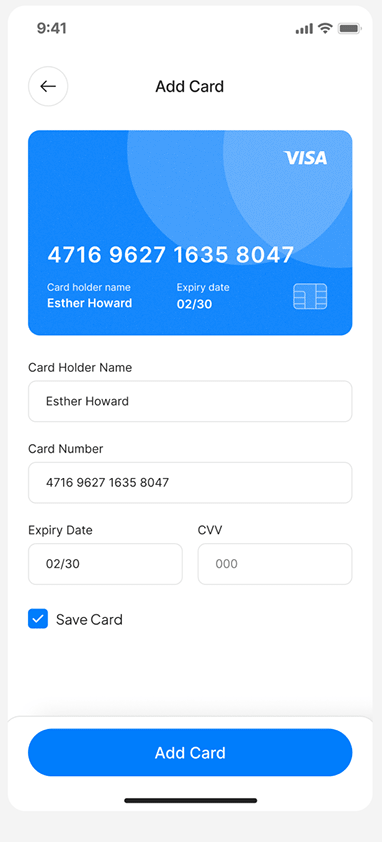 9:41
Add Card
VISA
4716 9627 1635 8047
Card holder name Expiry date
Esther Howard 02/30
Card Holder Name
Esther Howard
Card Number
4716 9627 1635 8047
Expiry Date CVV
02/30 000
Save Card
Add Card